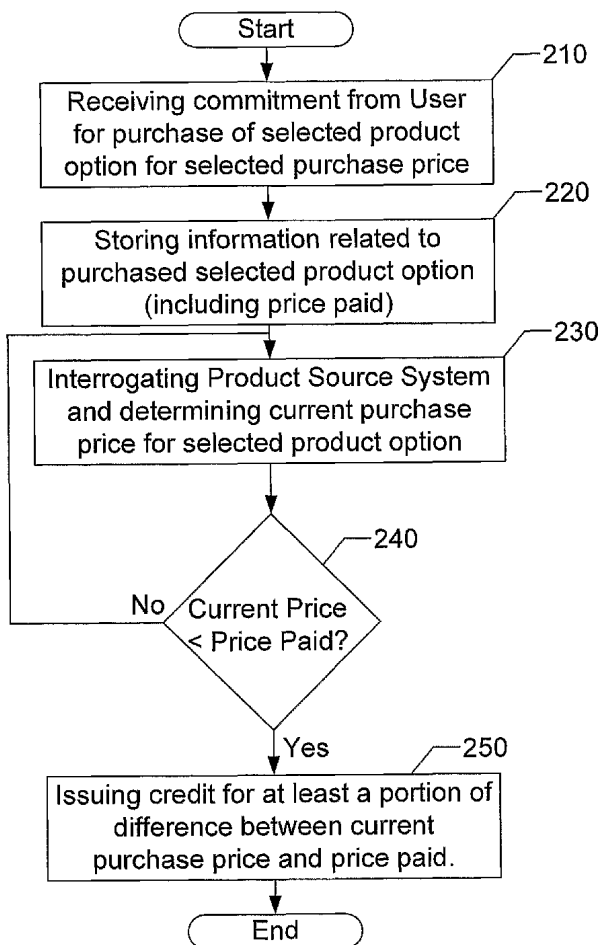 Start
210
Receiving commitment from User
for purchase of selected product
option for selected purchase price
220
Storing information related to
purchased selected product option
(including price paid)
230
Interrogating Product Source System
and determining current purchase
price for selected product option
240
No
Current Price
< Price Paid?
Yes
250
Issuing credit for at least a portion of
difference between current
purchase price and price paid.
End